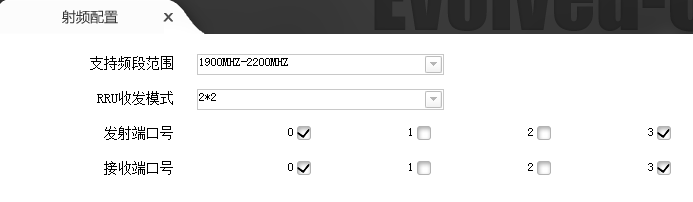 Evolved-
射频配置 ×
支持频段范围 1900MHZ-2200MHZ
RRU收发模式 2*2
发射端口号 0 1 2 3
接收端口号 0 1 2 3